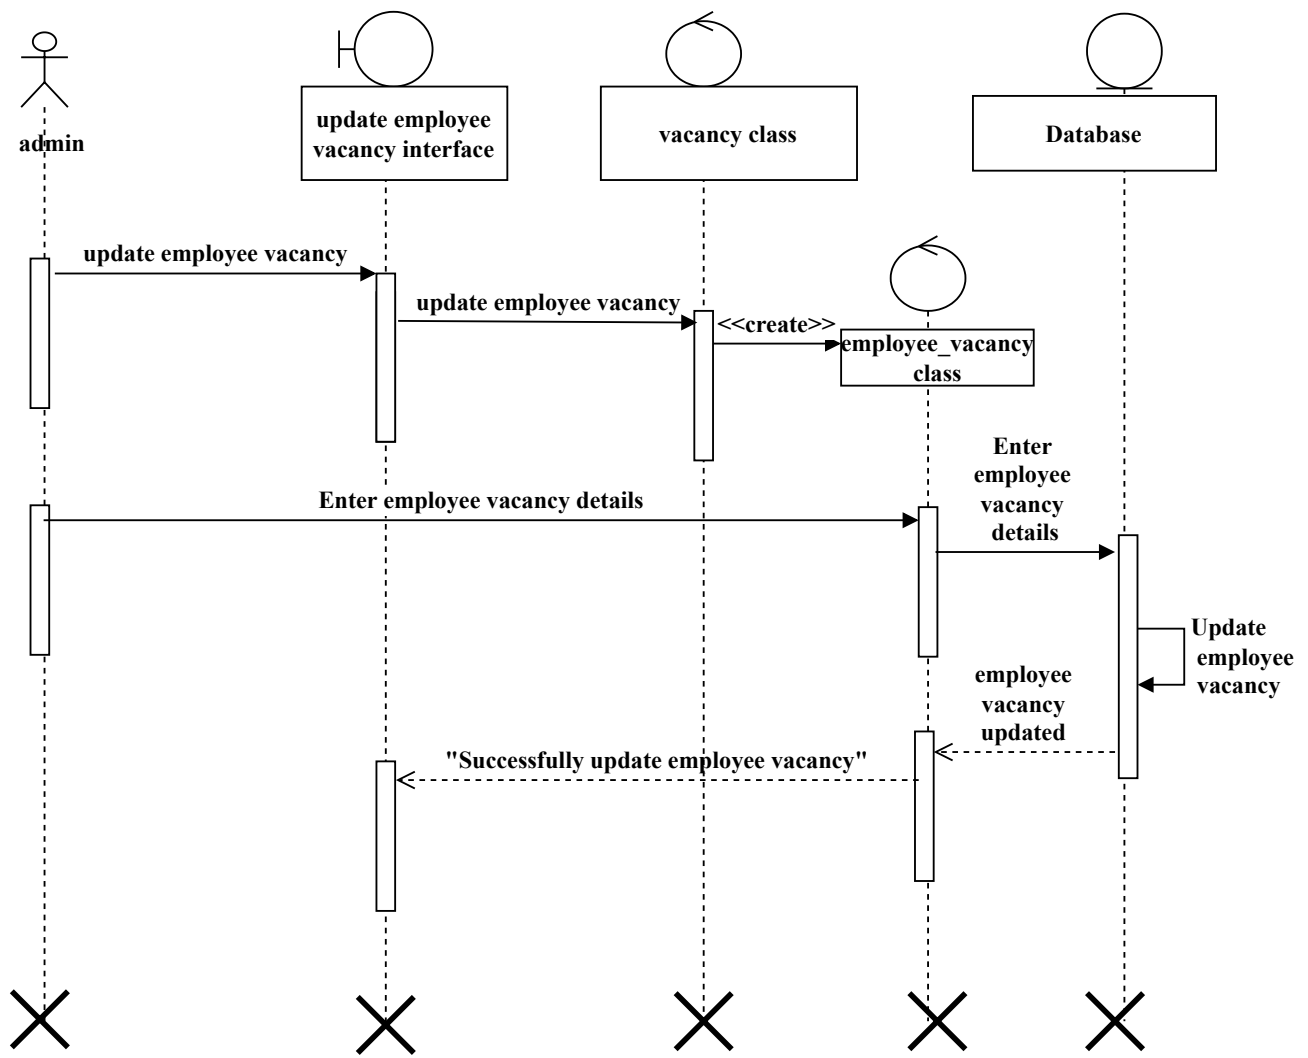 admin
update employee
vacancy interface
vacancy class
Database
update employee vacancy
update employee vacancy
<<create>>
employee_vacancy
class
Enter
employee
vacancy
details
Enter employee vacancy details
Update
employee
vacancy
employee
vacancy
updated
"Successfully update employee vacancy"